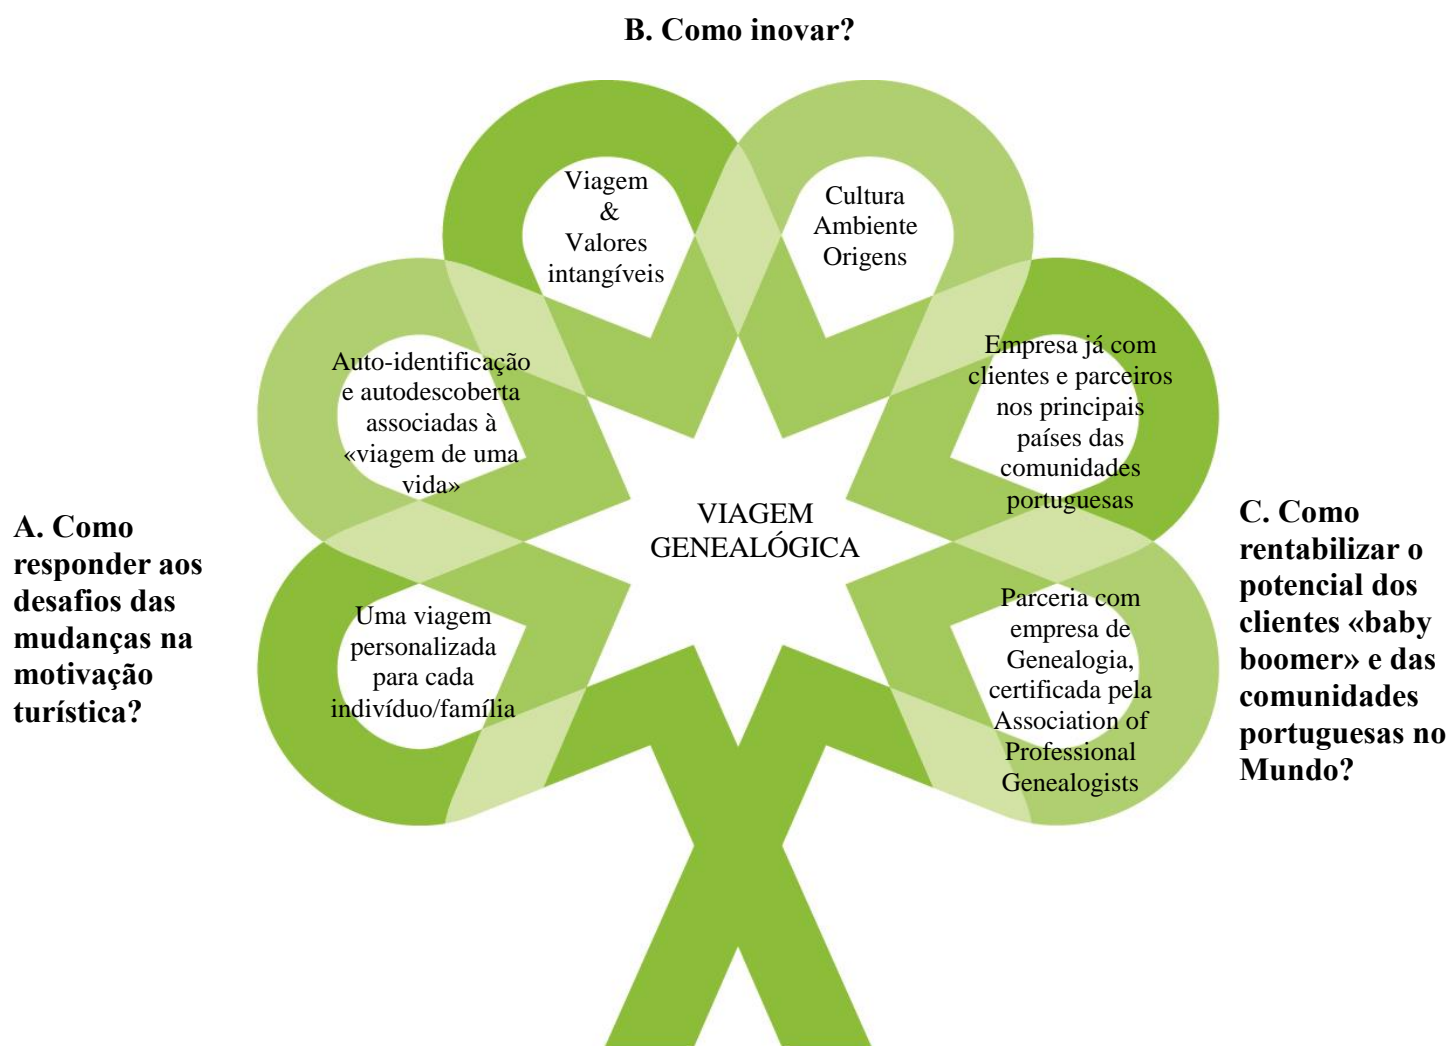 B. Como inovar?
Viagem
&
Valores
intangíveis
Cultura
Ambiente
Origens
Auto-identificação
e autodescoberta
associadas à
«viagem de uma
vida»
Empresa já com
clientes e parceiros
nos principais
países das
comunidades
portuguesas
A. Como
responder aos
desafios das
mudanças na
motivação
turística?
VIAGEM
GENEALÓGICA
C. Como
rentabilizar o
potencial dos
clientes «baby
boomer» e das
comunidades
portuguesas no
Mundo?
Uma viagem
personalizada
para cada
indivíduo/família
Parceria com
empresa de
Genealogia,
certificada pela
Association of
Professional
Genealogists